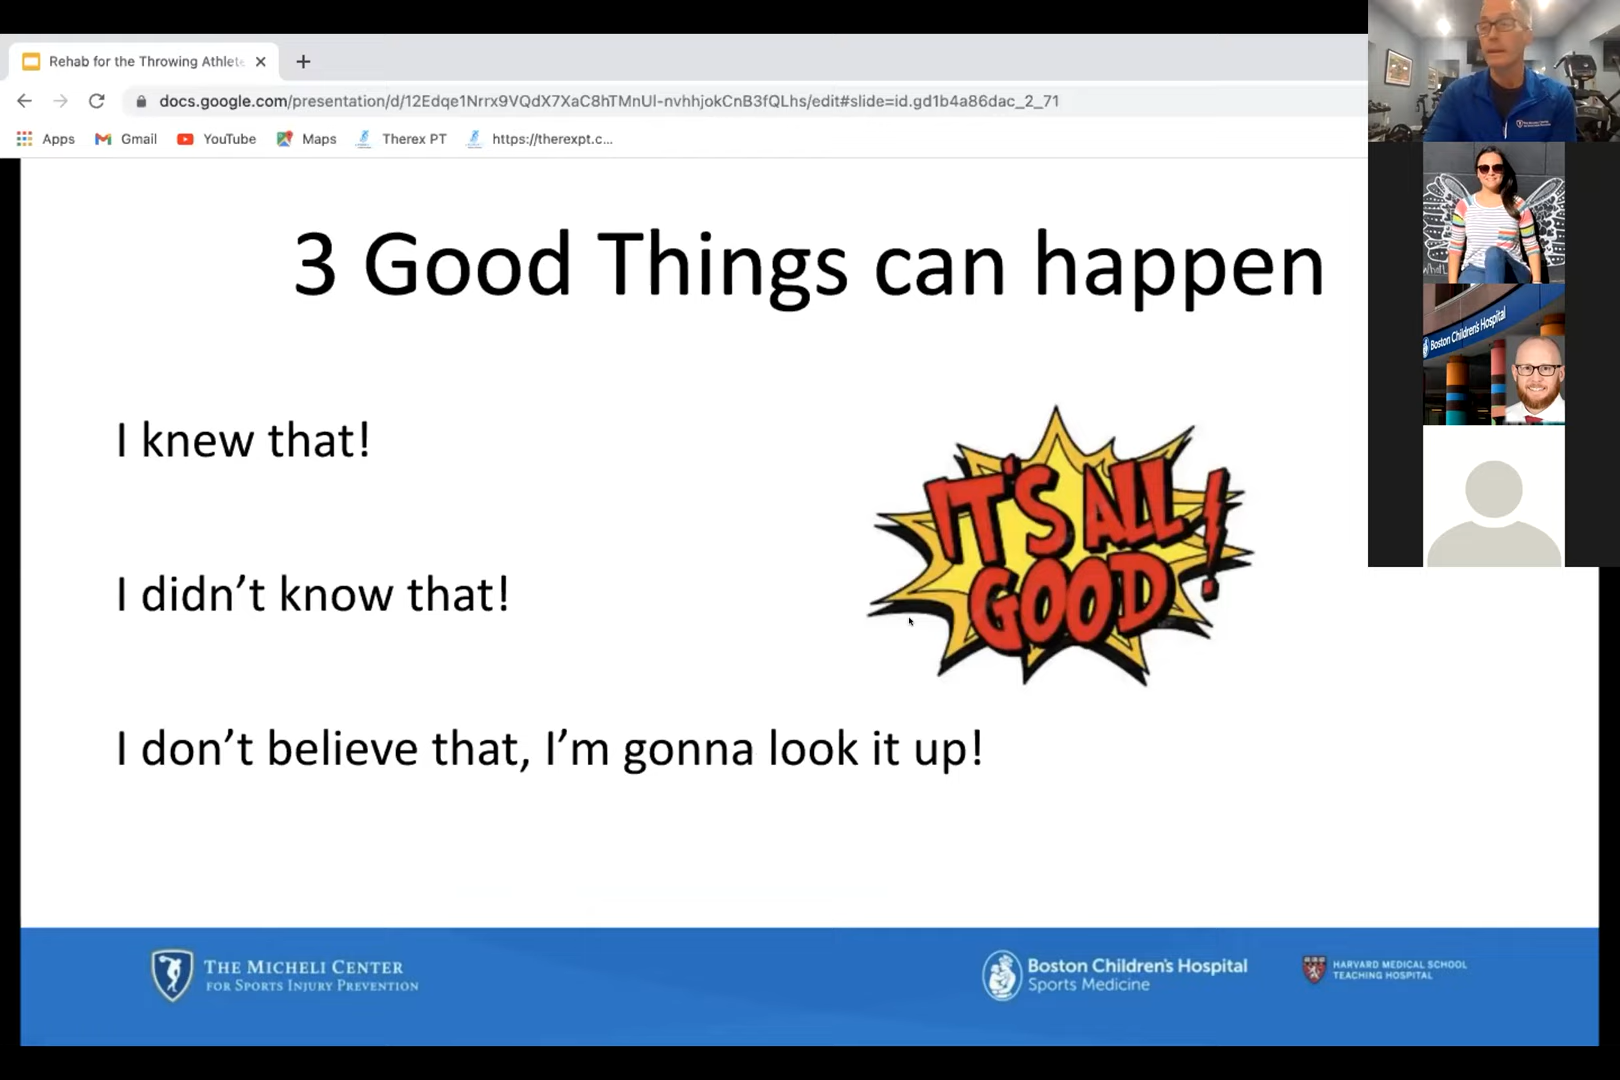 Rehab for the Throwing Athlete
docs.google.com/presentation/d/12Edqe1Nrrx9VQdX7XaC8hTMnUl-nvhhjokCnB3fQLhs/edit#slide=id.gd1b4a86dac_2_71
Apps
Gmail
YouTube
Maps
Therex PT
https://therexpt.c...
Boston Children's Hospital
3 Good Things can happen
I knew that!
I didn’t know that!
I don’t believe that, I’m gonna look it up!
IT'S ALL
GOOD!
THE MICHELI CENTER
FOR SPORTS INJURY PREVENTION
Boston Children's Hospital
Sports Medicine
HARVARD MEDICAL SCHOOL
TEACHING HOSPITAL